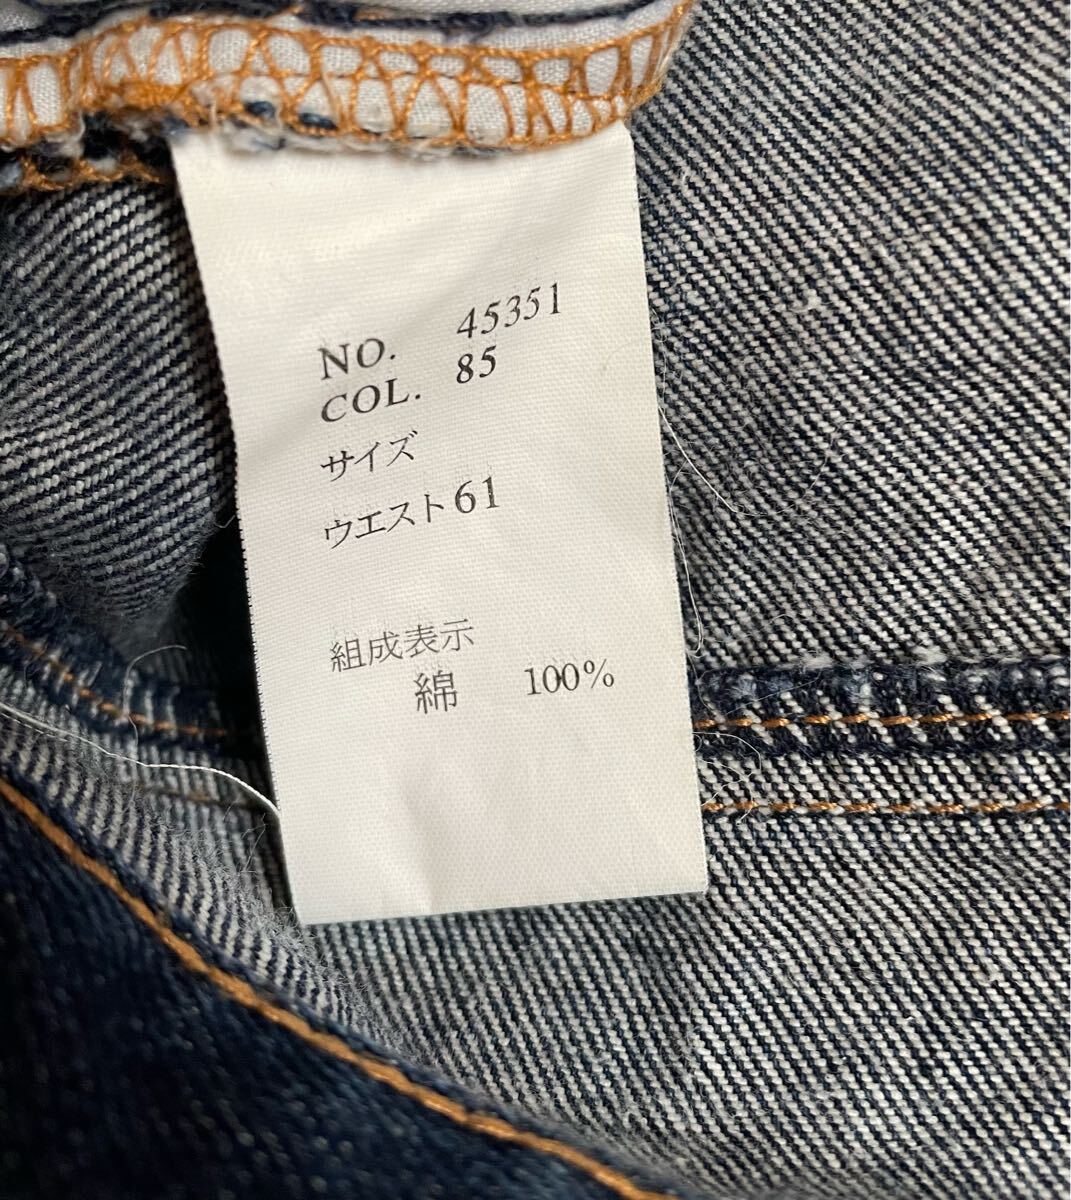 NO. 45351
COL. 85
サイズ
ウエスト61
組成表示
綿 100%